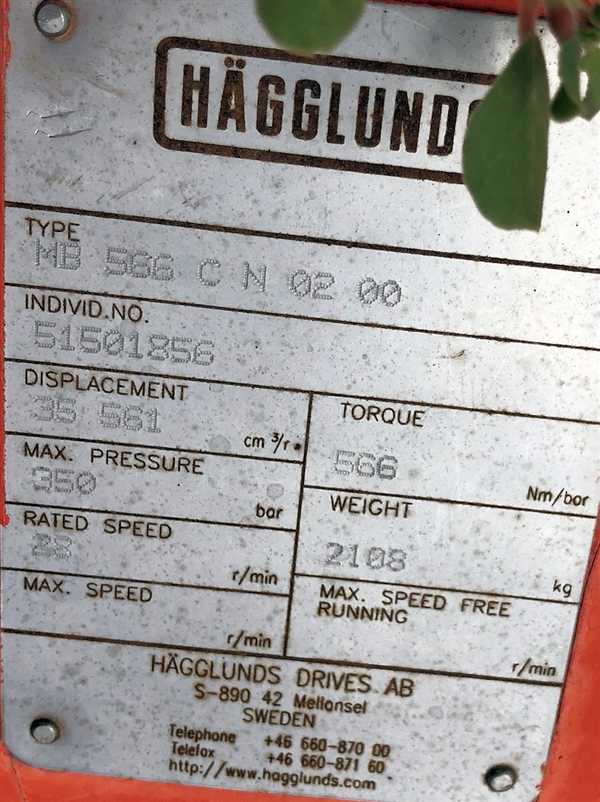 HÄGGLUNDS
TYPE
MB 566 C N 02 00
INDIVID.NO.
51501856
DISPLACEMENT
35 561 cm³/r
TORQUE
566 Nm/bar
MAX. PRESSURE
350 bar
WEIGHT
2108 kg
RATED SPEED
28 r/min
MAX. SPEED
r/min
MAX. SPEED FREE
RUNNING
r/min
HÄGGLUNDS DRIVES AB
S-890 42 Mellansel
SWEDEN
Telephone +46 660-870 00
Telefax +46 660-871 60
http://www.hagglunds.com